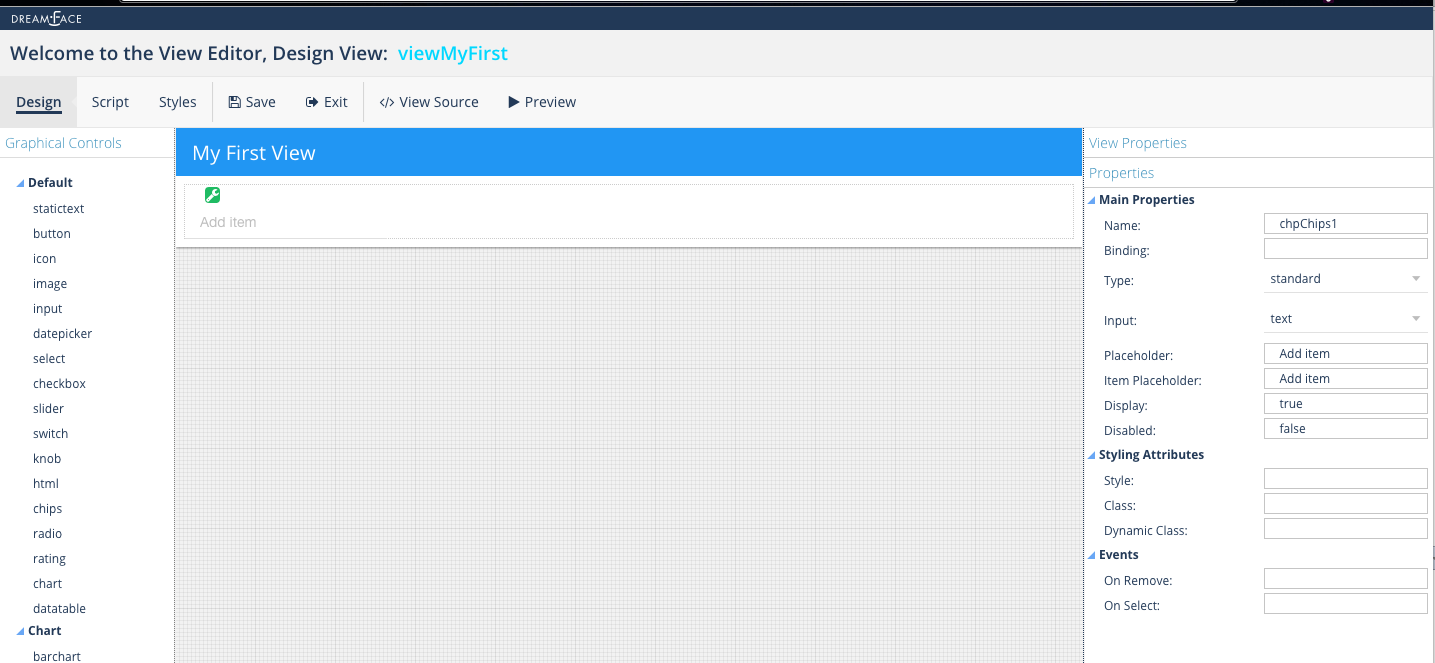 DREAMFACE
Welcome to the View Editor, Design View: viewMyFirst
Design Script Styles Save Exit </> View Source Preview
Graphical Controls
Default
statictext
button
icon
image
input
datepicker
select
checkbox
slider
switch
knob
html
chips
radio
rating
chart
datatable
Chart
barchart
My First View
Add item
View Properties
Properties
Main Properties
Name: chpChips1
Binding:
Type: standard
Input: text
Placeholder: Add item
Item Placeholder: Add item
Display: true
Disabled: false
Styling Attributes
Style:
Class:
Dynamic Class:
Events
On Remove:
On Select: